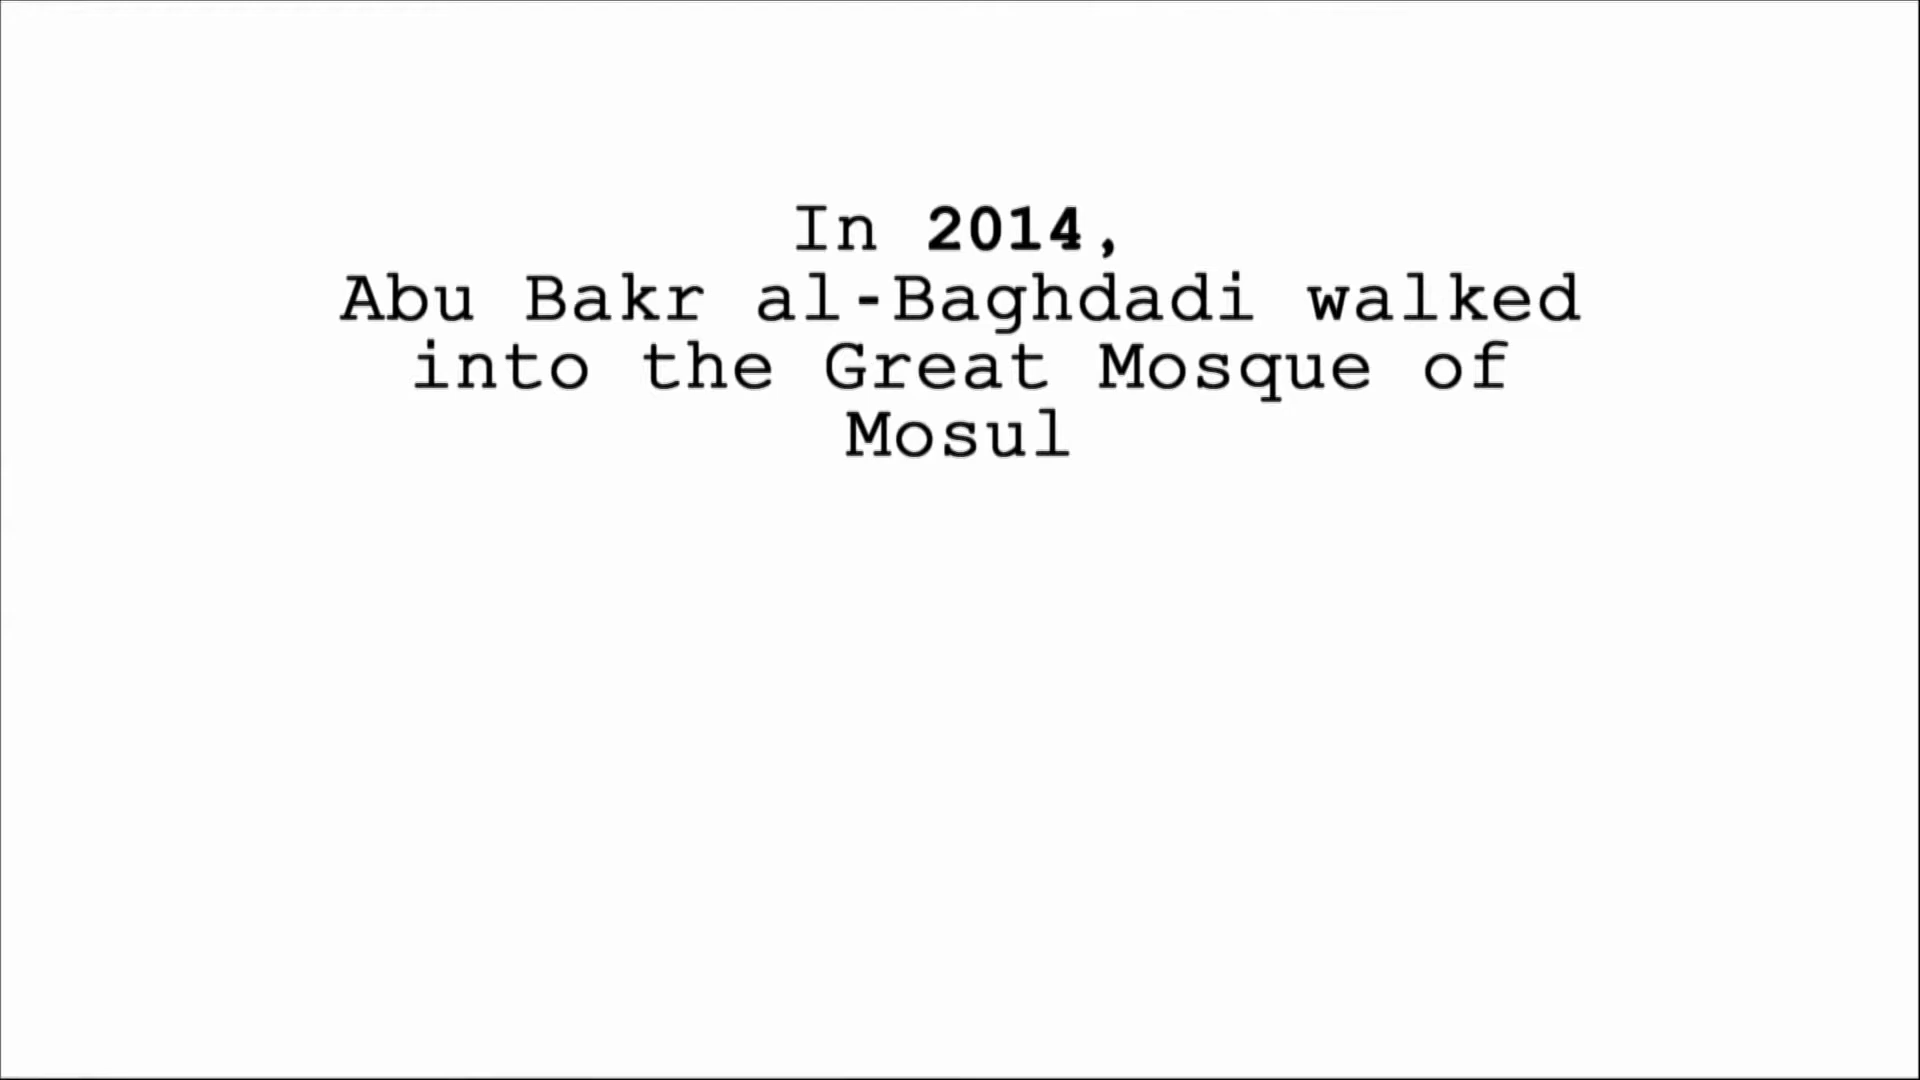 In 2014,
Abu Bakr al-Baghdadi walked
into the Great Mosque of
Mosul